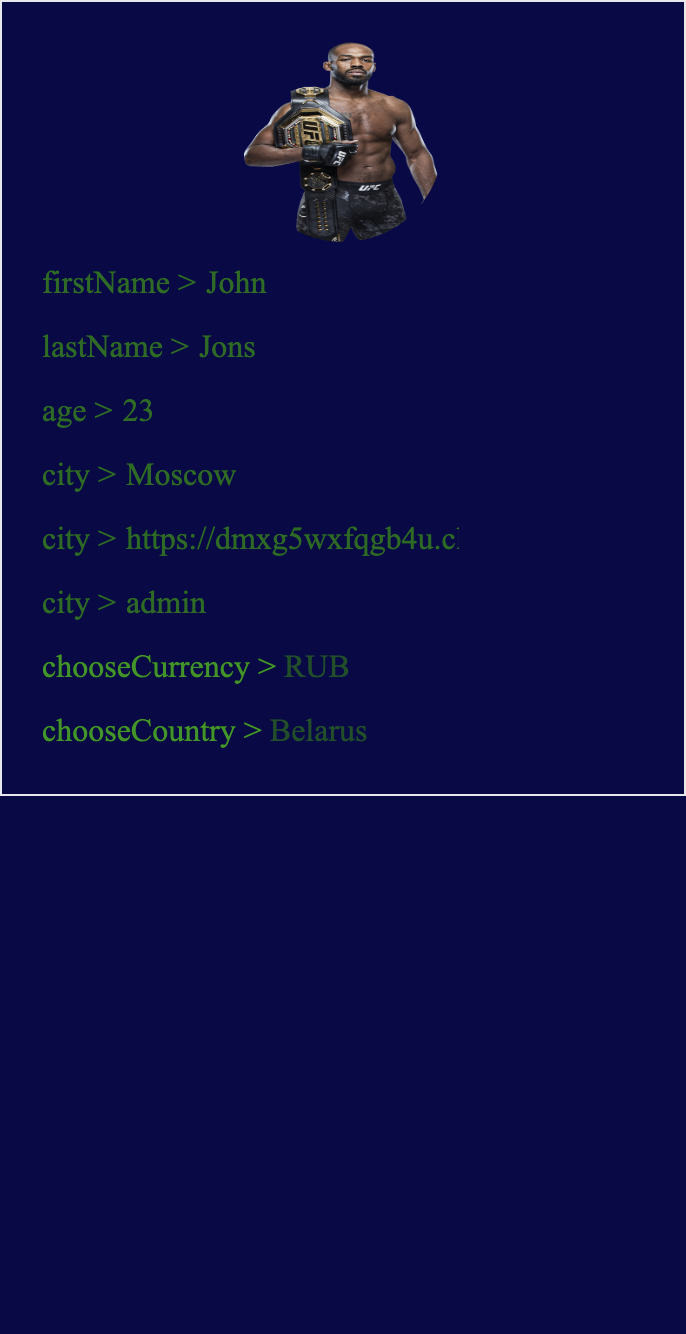 UFC
UFC
UFC
firstName > John
lastName > Jons
age > 23
city > Moscow
city > https://dmxg5wxfqgb4u.c
city > admin
chooseCurrency > RUB
chooseCountry > Belarus